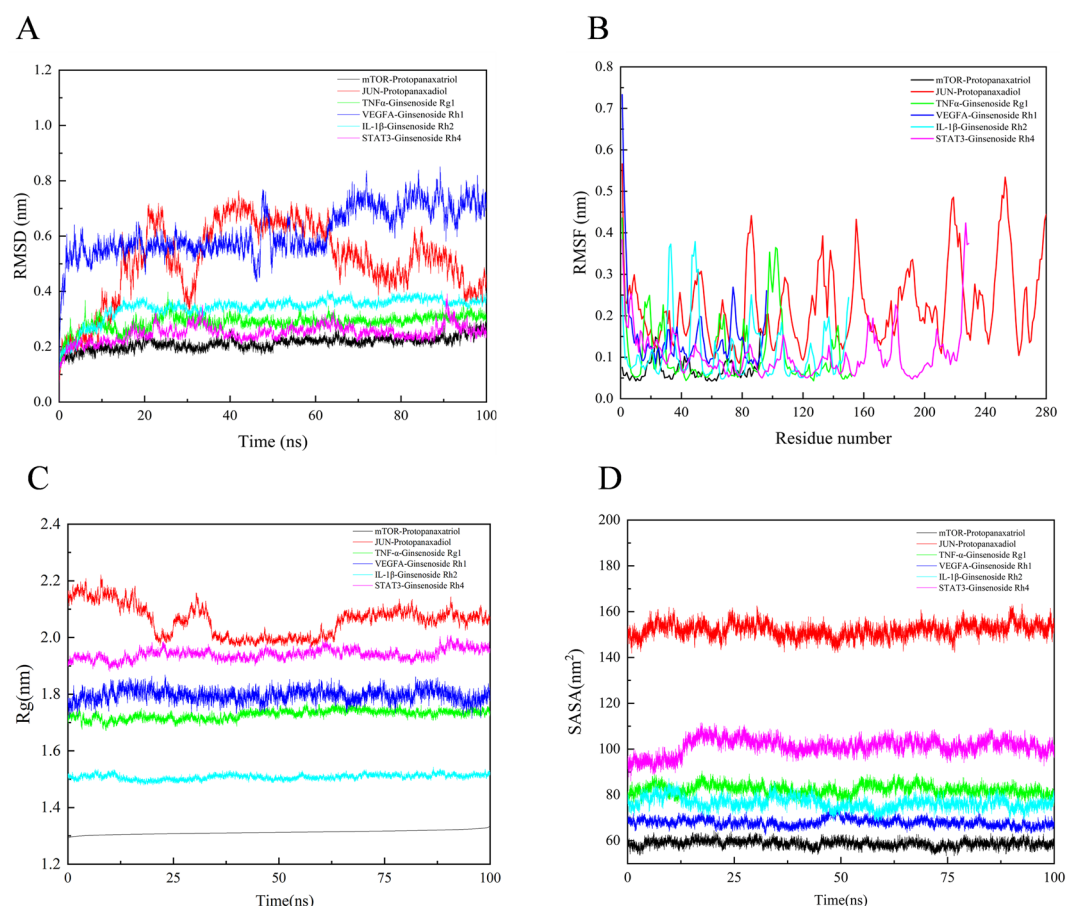 A
1.2
1.0
0.8
0.6
0.4
0.2
0.0
RMSD (nm)
mTOR-Protopanaxatriol
JUN-Protopanaxadiol
TNFα-Ginsenoside Rg1
VEGFA-Ginsenoside Rh1
IL-1β-Ginsenoside Rh2
STAT3-Ginsenoside Rh4
0 20 40 60 80 100
Time (ns)
B
0.8
0.7
0.6
0.5
0.4
0.3
0.2
0.1
0.0
RMSF (nm)
mTOR-Protopanaxatriol
JUN-Protopanaxadiol
TNFα-Ginsenoside Rg1
VEGFA-Ginsenoside Rh1
IL-1β-Ginsenoside Rh2
STAT3-Ginsenoside Rh4
0 40 80 120 160 200 240 280
Residue number
C
2.4
2.2
2.0
1.8
1.6
1.4
1.2
Rg(nm)
mTOR-Protopanaxatriol
JUN-Protopanaxadiol
TNF-α-Ginsenoside Rg1
VEGFA-Ginsenoside Rh1
IL-1β-Ginsenoside Rh2
STAT3-Ginsenoside Rh4
0 25 50 75 100
Time(ns)
D
200
180
160
140
120
100
80
60
SASA(nm²)
mTOR-Protopanaxatriol
JUN-Protopanaxadiol
TNF-α-Ginsenoside Rg1
VEGFA-Ginsenoside Rh1
IL-1β-Ginsenoside Rh2
STAT3-Ginsenoside Rh4
0 25 50 75 100
Time(ns)